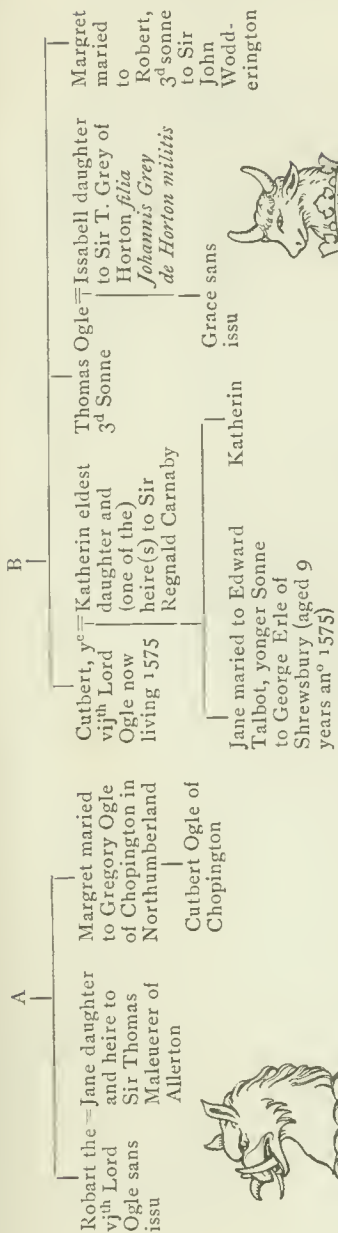 A
Robart the =Jane daughter
vjth Lord and heire to
Ogle sans Sir Thomas
issu Maleuerer of
Allerton
Margret maried
to Gregory Ogle
of Chopington in
Northumberland
Cutbert Ogle of
Chopington
B
Cutbert, yᵉ=Katherin eldest
vijth Lord daughter and
Ogle now (one of the)
living 1575 heire(s) to Sir
Regnald Carnaby
Thomas Ogle=Issabell daughter
3ᵈ Sonne to Sir T. Grey of
Horton filia
Johannis Grey
de Horton militis
Margret
maried
to
Robert,
3ᵈ sonne
to Sir
John
Wodd-
erington
Jane maried to Edward
Talbot, yonger Sonne
to George Erle of
Shrewsbury (aged 9
years anº 1575)
Katherin
Grace sans
issu